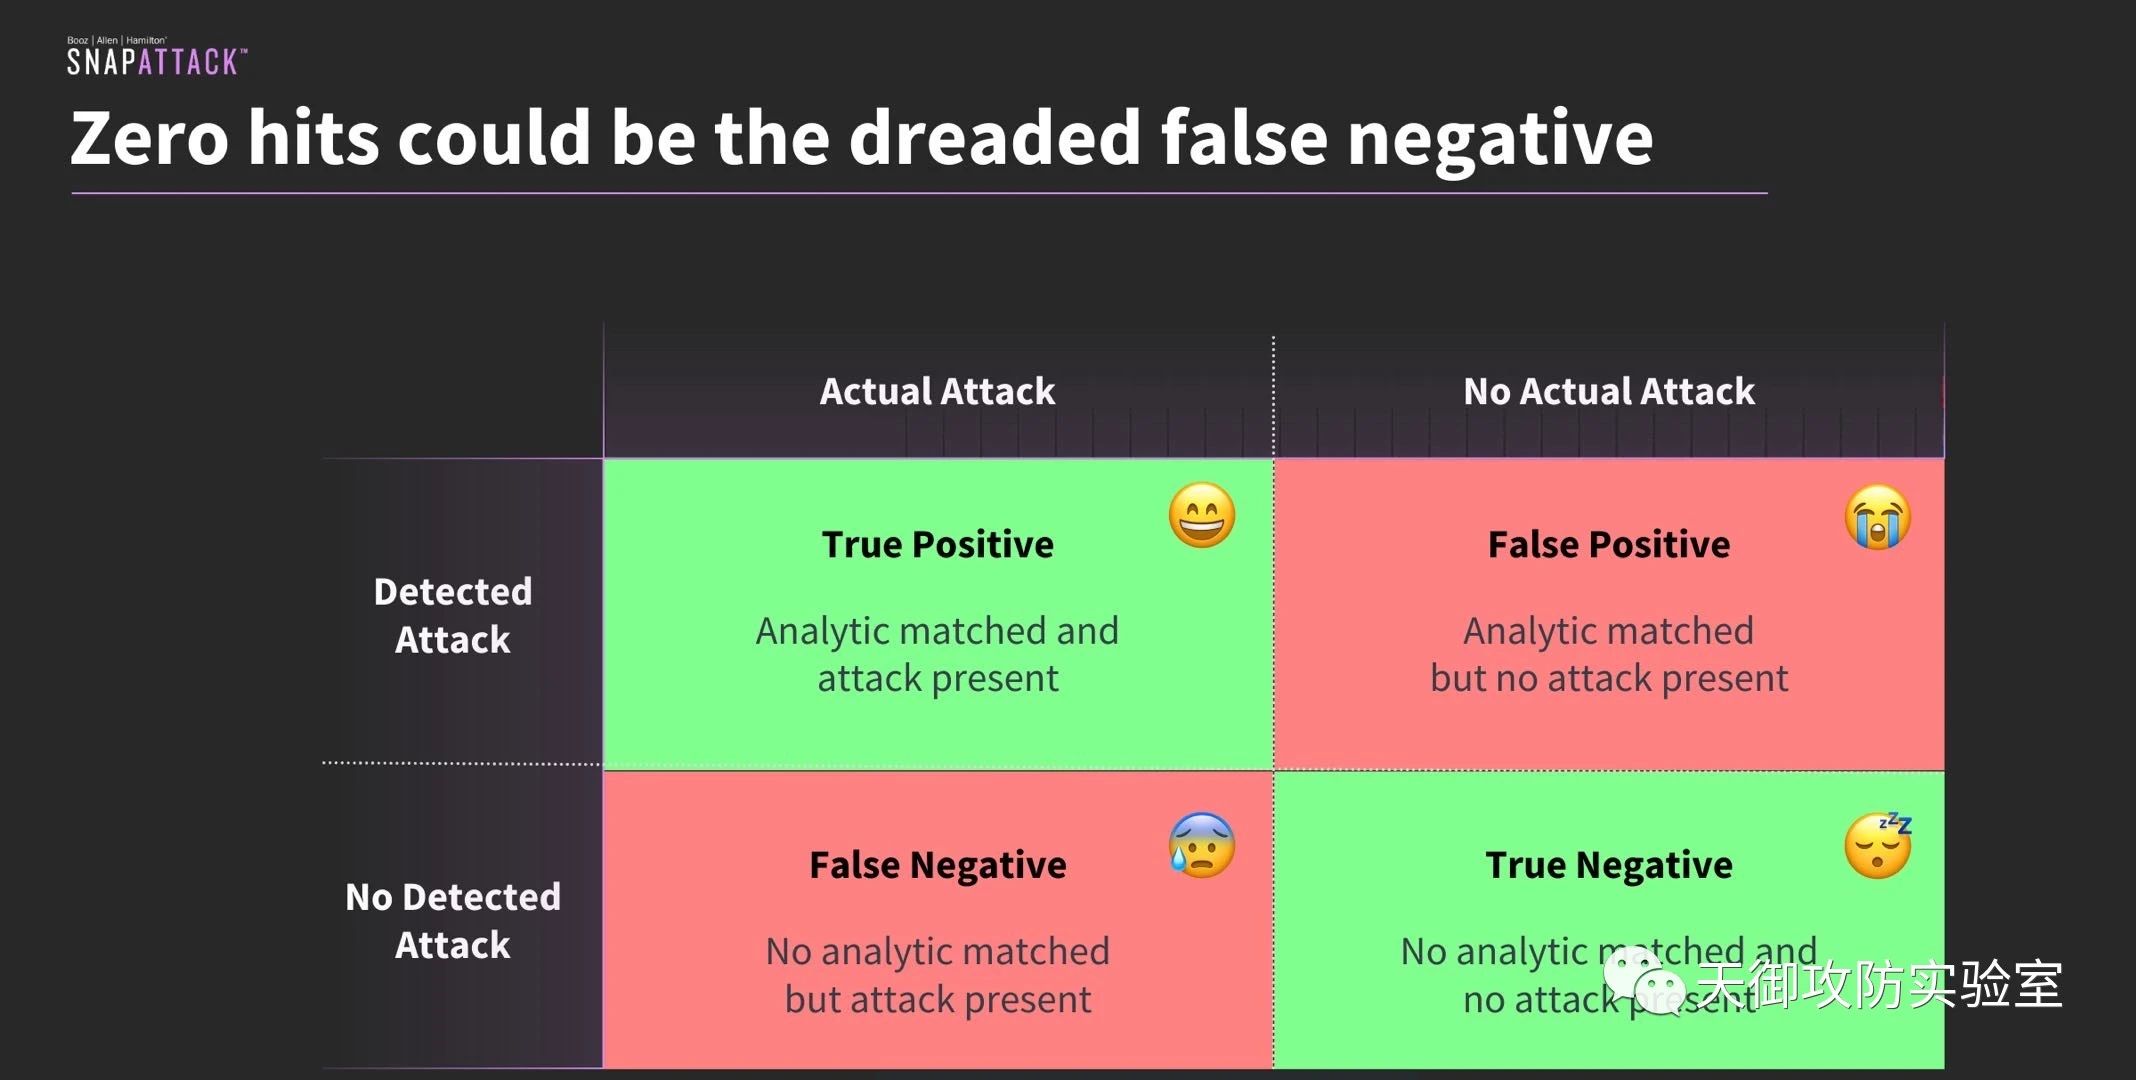 Booz | Allen | Hamilton®
SNAPATTACK™
Zero hits could be the dreaded false negative
Actual Attack
No Actual Attack
Detected
Attack
True Positive
Analytic matched and
attack present
False Positive
Analytic matched
but no attack present
No Detected
Attack
False Negative
No analytic matched
but attack present
True Negative
No analytic matched and
no attack present
天御攻防实验室